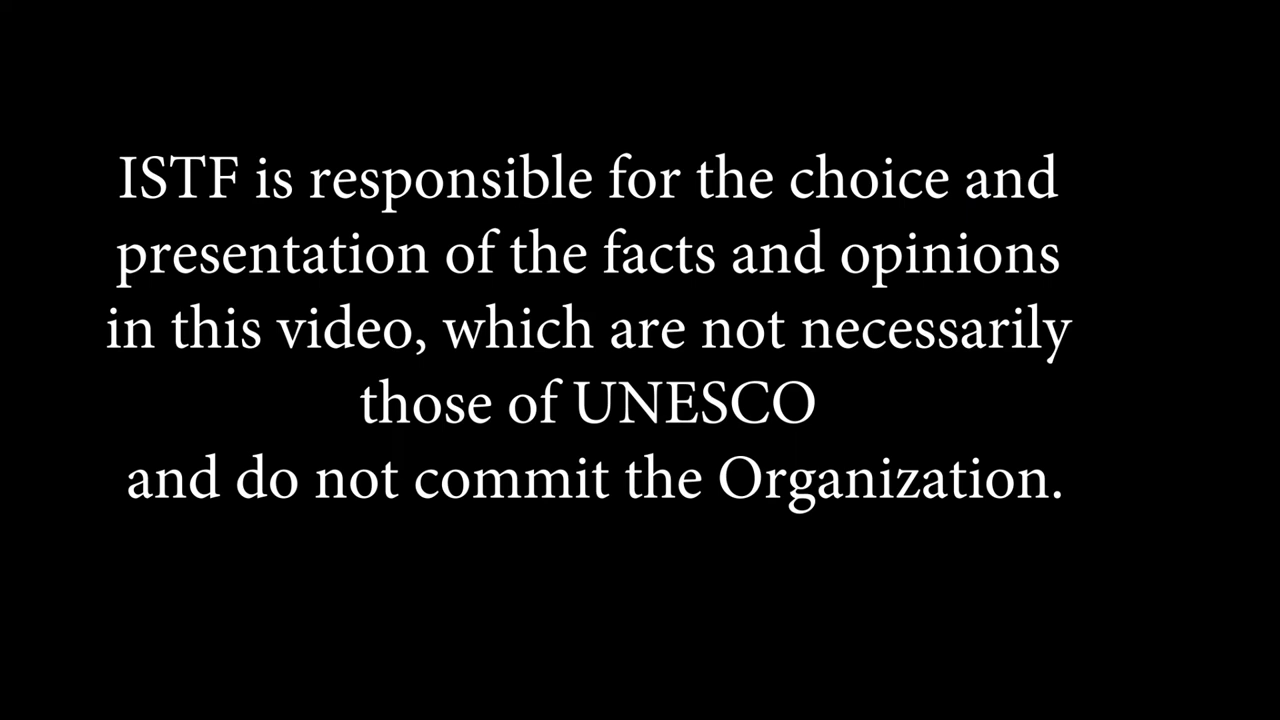 ISTF is responsible for the choice and
presentation of the facts and opinions
in this video, which are not necessarily
those of UNESCO
and do not commit the Organization.